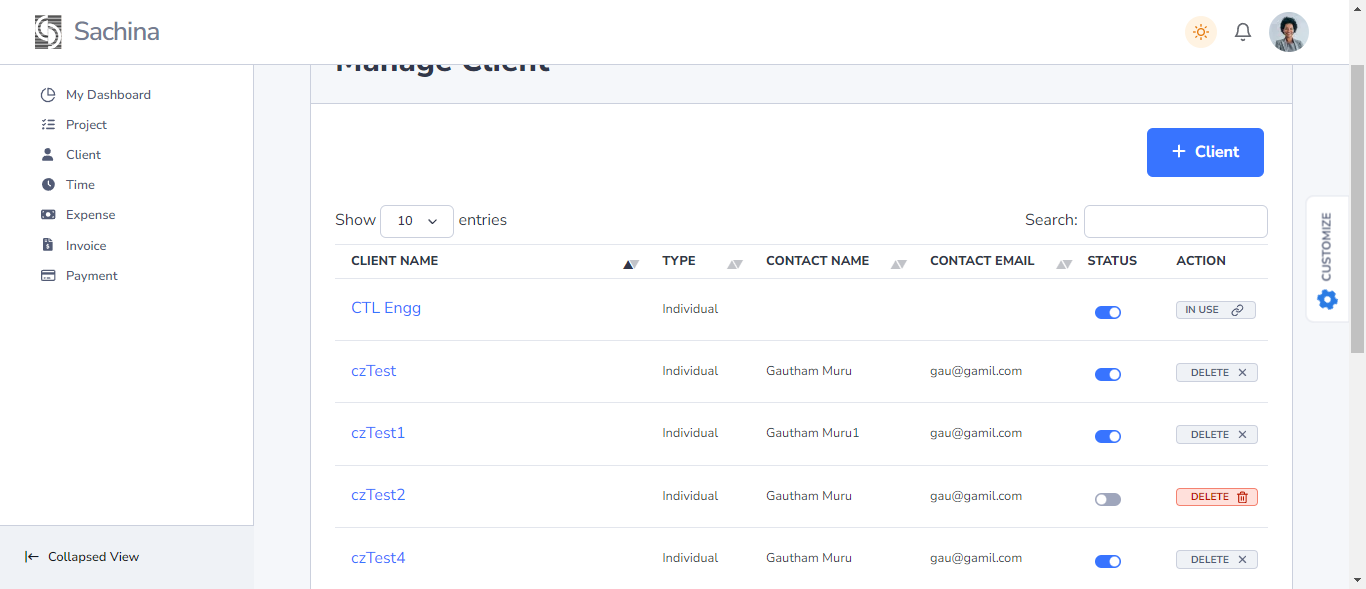 Sachina
Manage Client
My Dashboard
Project
Client
Time
Expense
Invoice
Payment
Collapsed View
+ Client
Show 10 entries
Search:
CLIENT NAME TYPE CONTACT NAME CONTACT EMAIL STATUS ACTION
CTL Engg Individual IN USE
czTest Individual Gautham Muru gau@gamil.com DELETE
czTest1 Individual Gautham Muru1 gau@gamil.com DELETE
czTest2 Individual Gautham Muru gau@gamil.com DELETE
czTest4 Individual Gautham Muru gau@gamil.com DELETE
CUSTOMIZE